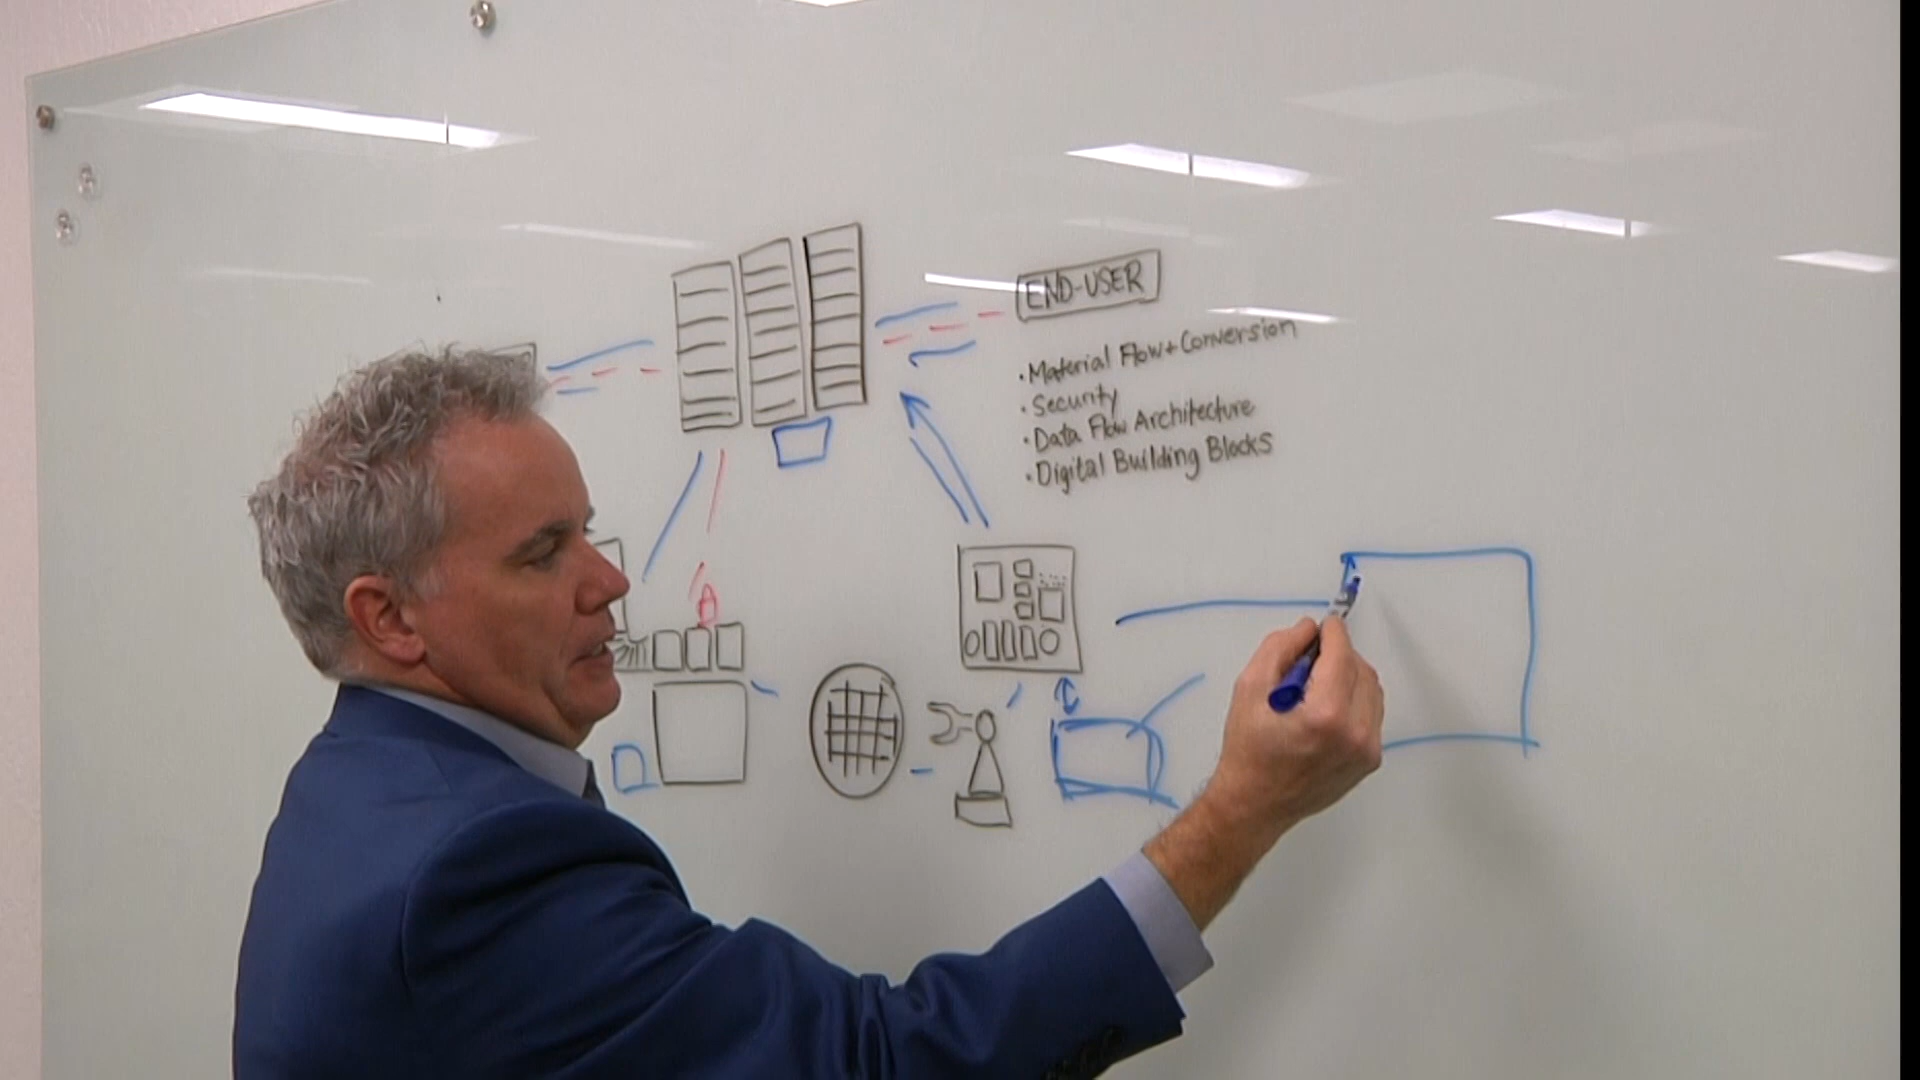 END-USER
• Material Flow + Conversion
• Security
• Data Flow Architecture
• Digital Building Blocks